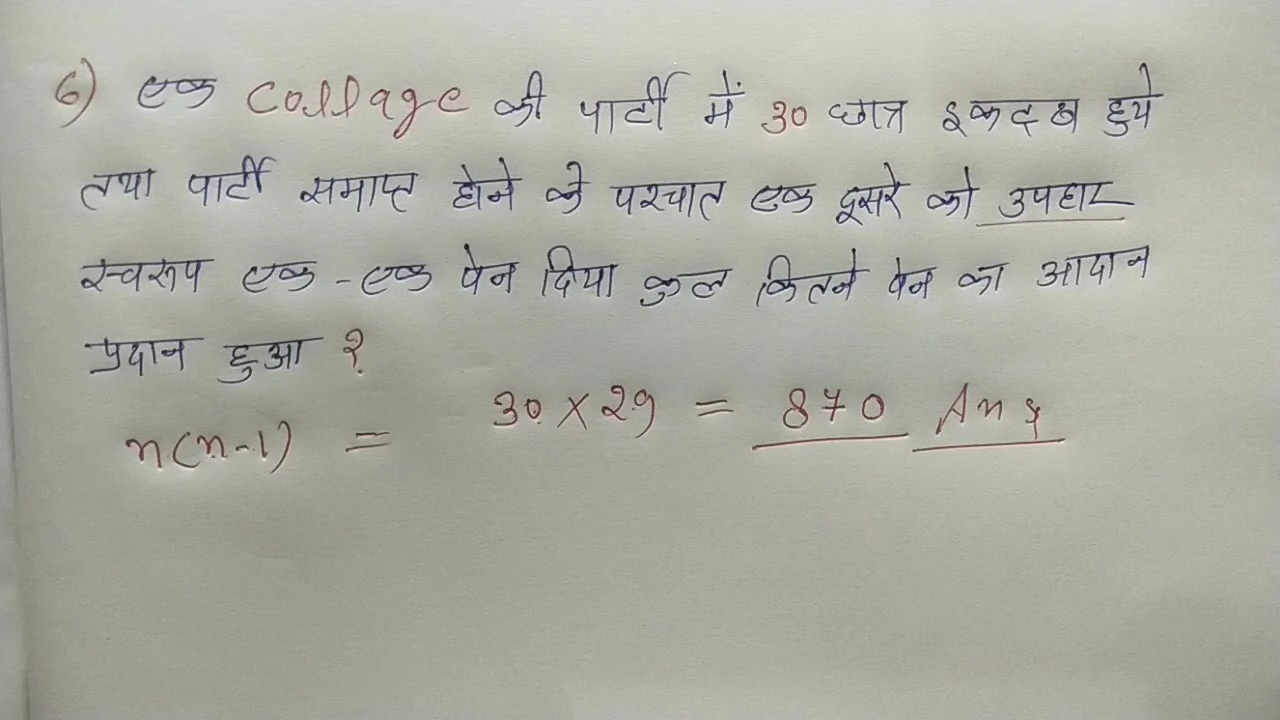 6) एक Collage की पार्टी में 30 छात्र इकदठा हुये
तथा पार्टी समाप्त होने के पश्चात एक दूसरे को उपहार
स्वरूप एक-एक पेन दिया कुल कितने पेन का आदान
प्रदान हुआ ?
n(n-1) = 30 × 29 = 870 Ans